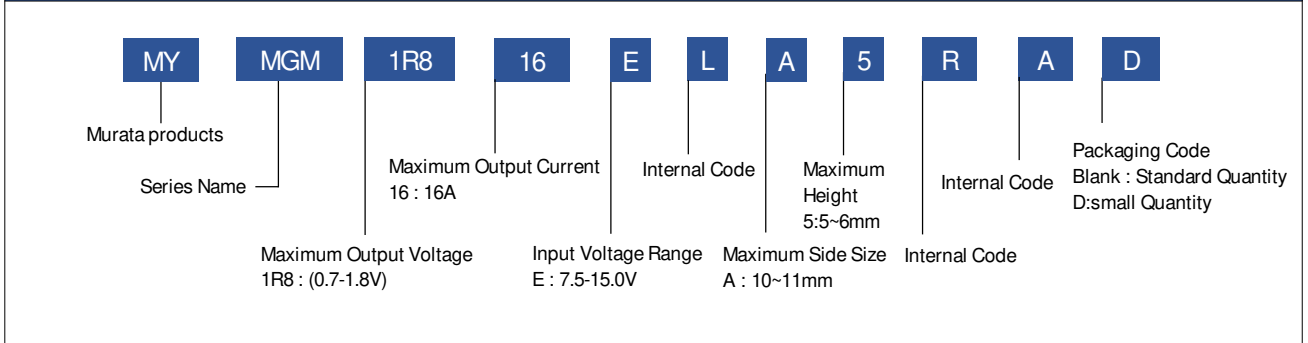 MY MGM 1R8 16 E L A 5 R A D
Murata products
Series Name
Maximum Output Voltage
1R8 : (0.7-1.8V)
Maximum Output Current
16 : 16A
Input Voltage Range
E : 7.5-15.0V
Internal Code
Maximum Side Size
A : 10~11mm
Maximum
Height
5:5~6mm
Internal Code
Internal Code
Packaging Code
Blank : Standard Quantity
D:small Quantity